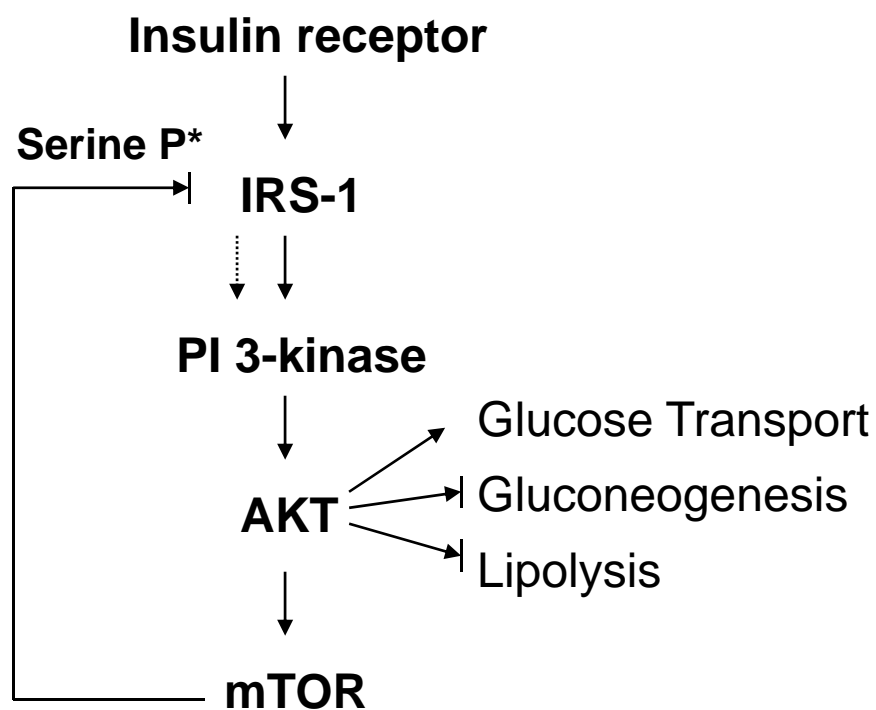 Insulin receptor
Serine P*
IRS-1
PI 3-kinase
Glucose Transport
Gluconeogenesis
AKT
Lipolysis
mTOR